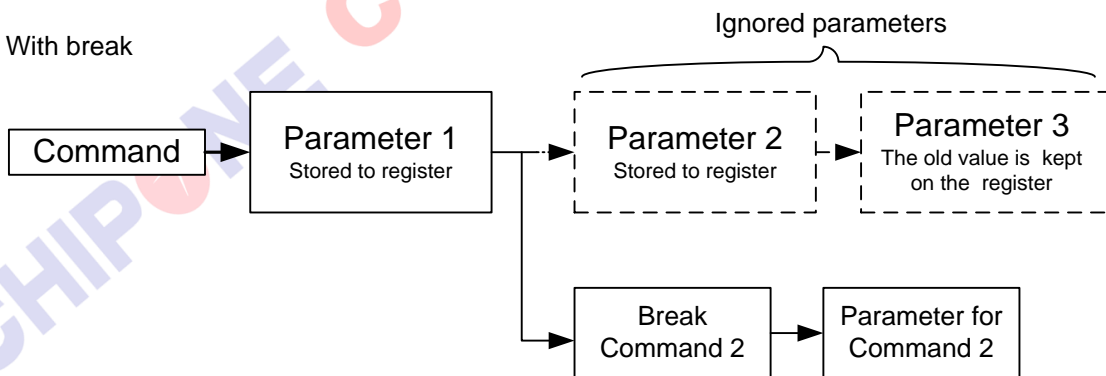 With break
Ignored parameters
Command
Parameter 1
Stored to register
Parameter 2
Stored to register
Parameter 3
The old value is kept
on the register
Break
Command 2
Parameter for
Command 2
CHIPONE C